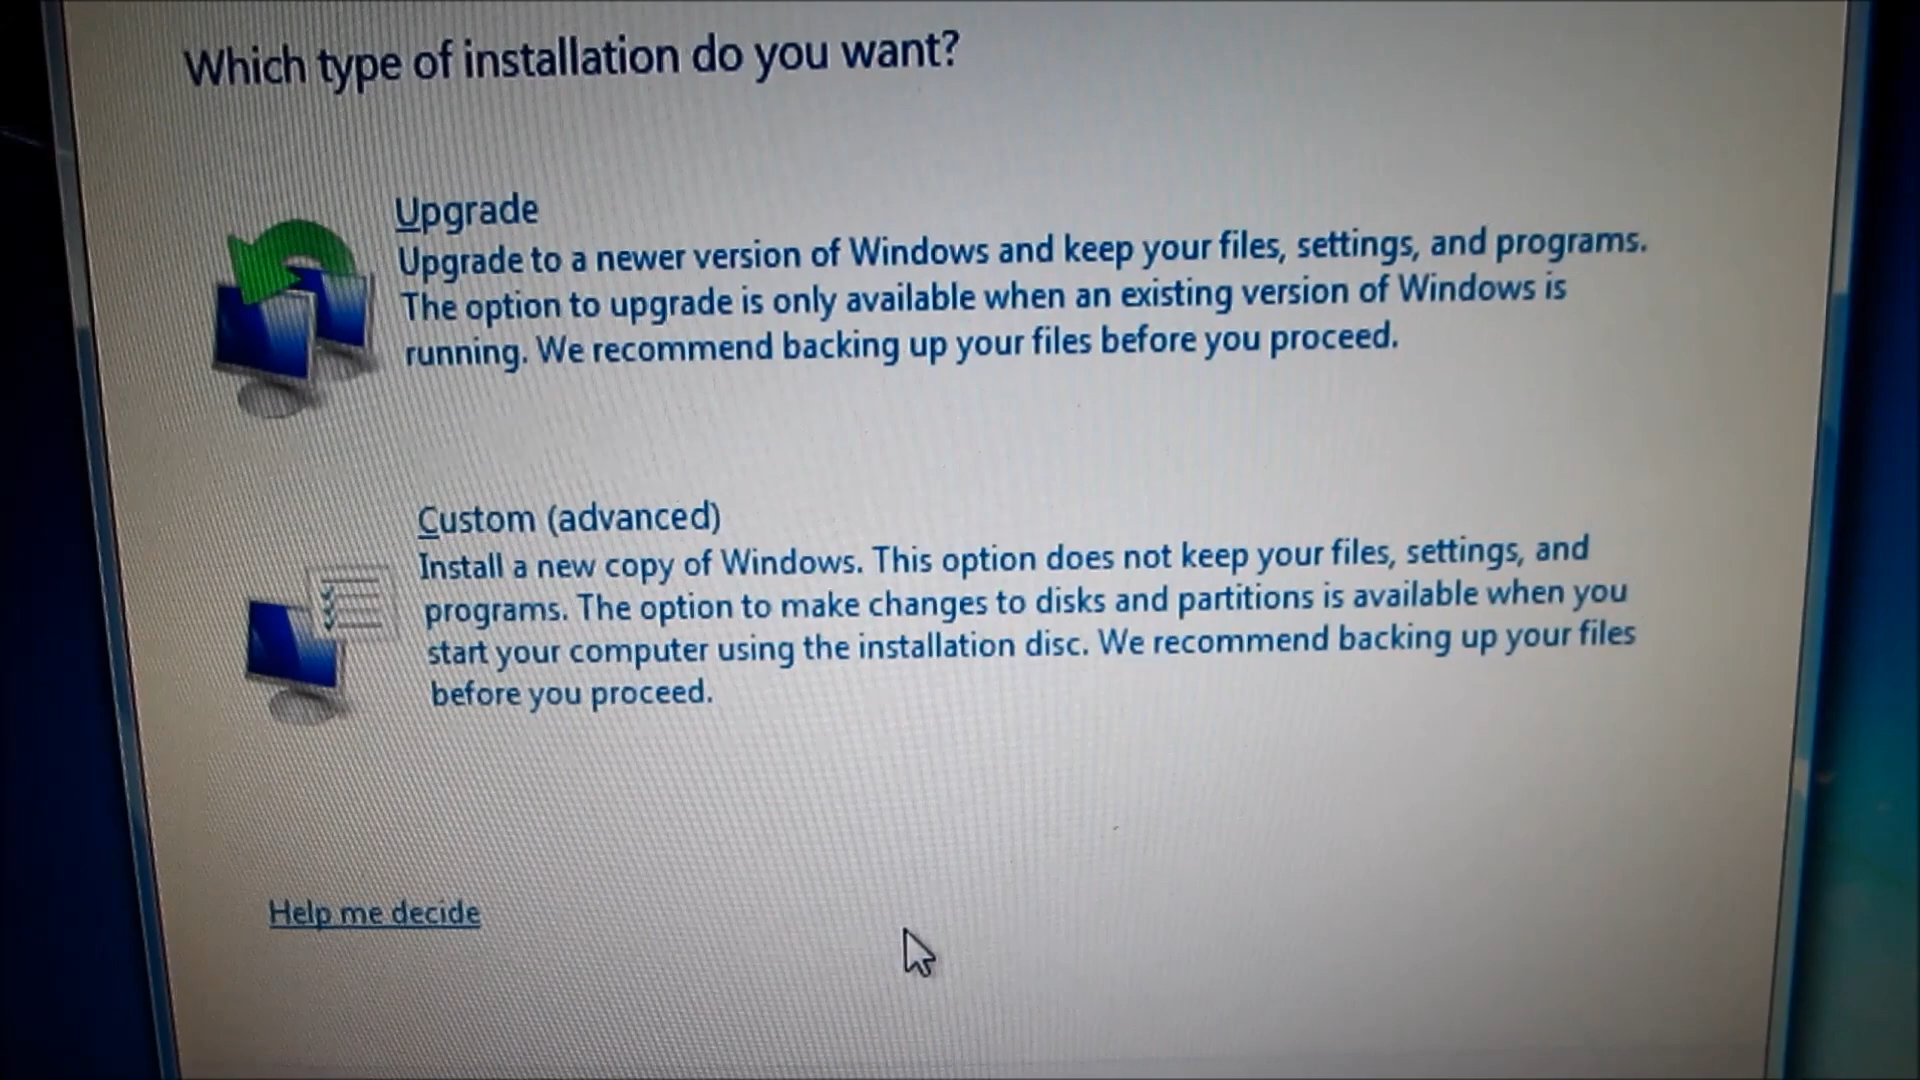 Which type of installation do you want?
Upgrade
Upgrade to a newer version of Windows and keep your files, settings, and programs.
The option to upgrade is only available when an existing version of Windows is
running. We recommend backing up your files before you proceed.
Custom (advanced)
Install a new copy of Windows. This option does not keep your files, settings, and
programs. The option to make changes to disks and partitions is available when you
start your computer using the installation disc. We recommend backing up your files
before you proceed.
Help me decide